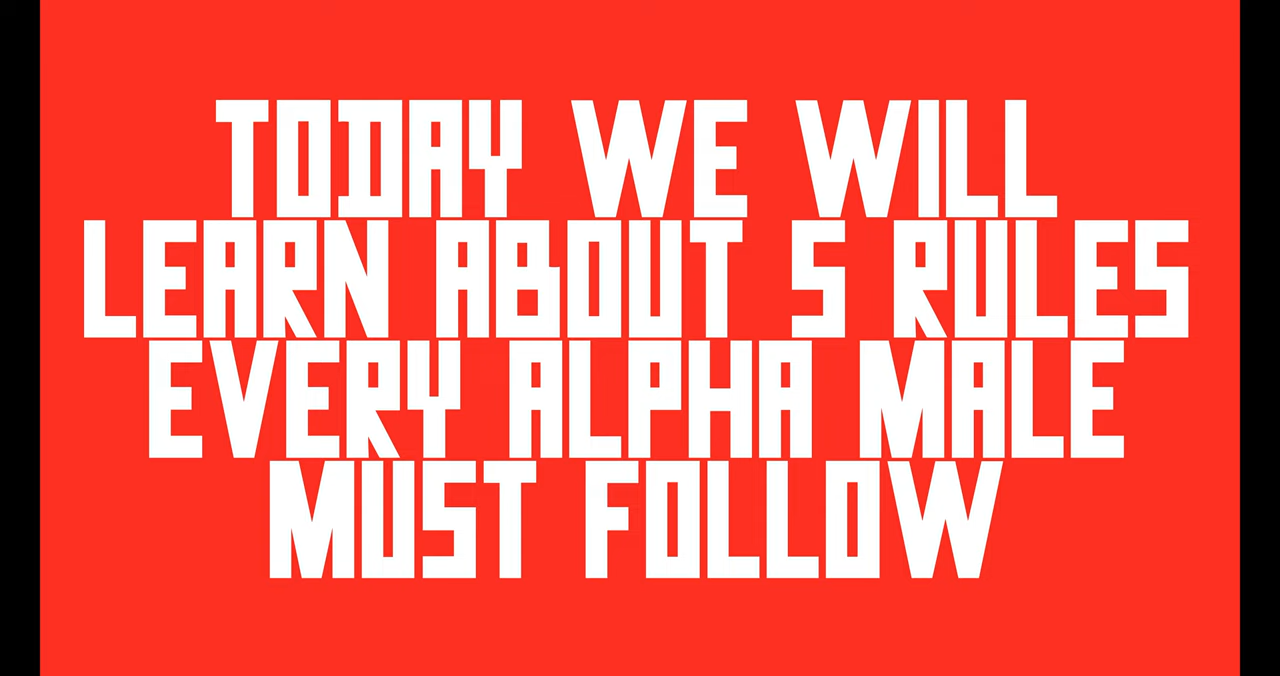 TODAY WE WILL
LEARN ABOUT 5 RULES
EVERY ALPHA MALE
MUST FOLLOW